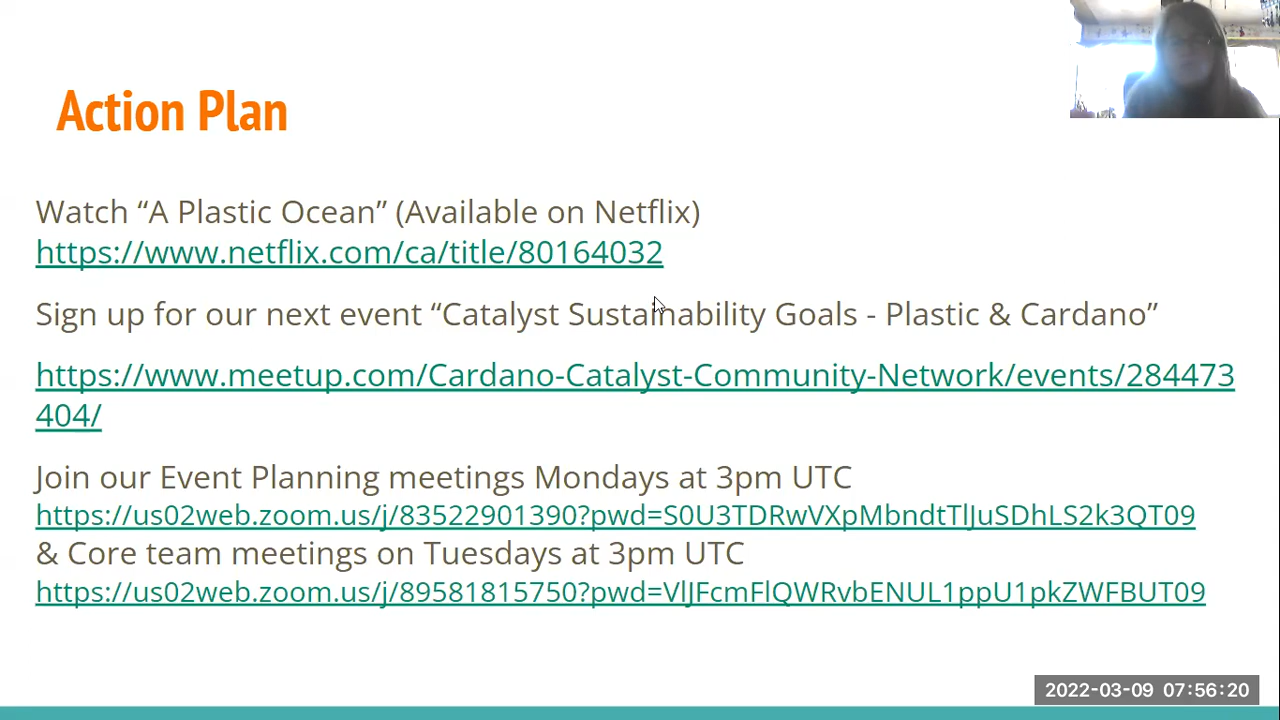 Action Plan
Watch “A Plastic Ocean” (Available on Netflix)
https://www.netflix.com/ca/title/80164032
Sign up for our next event “Catalyst Sustainability Goals - Plastic & Cardano”
https://www.meetup.com/Cardano-Catalyst-Community-Network/events/284473
404/
Join our Event Planning meetings Mondays at 3pm UTC
https://us02web.zoom.us/j/83522901390?pwd=S0U3TDRwVXpMbndtTlJuSDhLS2k3QT09
& Core team meetings on Tuesdays at 3pm UTC
https://us02web.zoom.us/j/89581815750?pwd=VlJFcmFlQWRvbENUL1ppU1pkZWFBUT09
2022-03-09 07:56:20